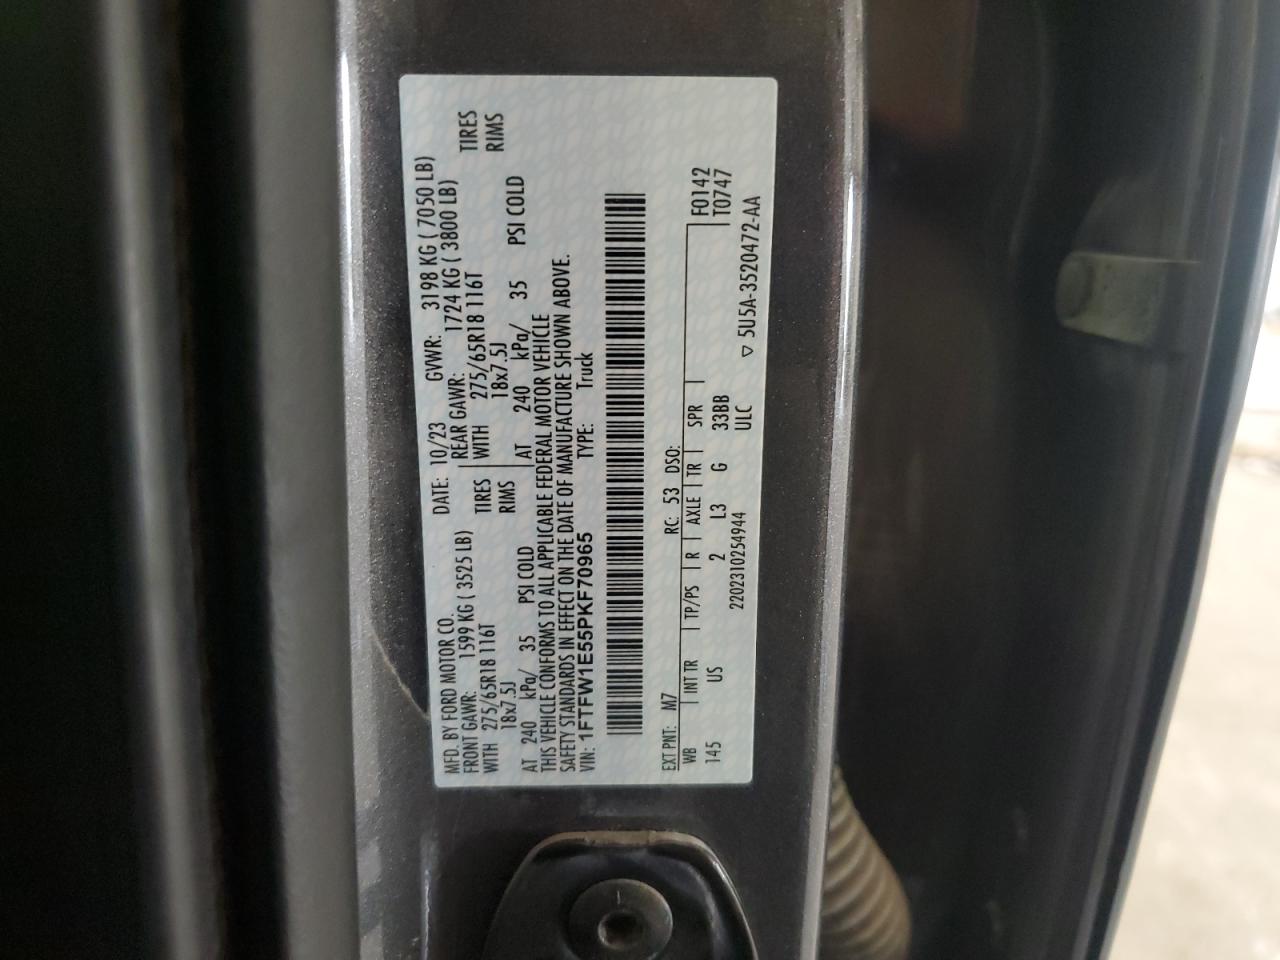 MFD. BY FORD MOTOR CO.
DATE: 10/23 GVWR: 3198 KG ( 7050 LB)
FRONT GAWR: 1599 KG ( 3525 LB) REAR GAWR: 1724 KG ( 3800 LB)
WITH 275/65R18 116T TIRES WITH 275/65R18 116T TIRES
18x7.5J RIMS 18x7.5J RIMS
AT 240 kPa/ 35 PSI COLD AT 240 kPa/ 35 PSI COLD
THIS VEHICLE CONFORMS TO ALL APPLICABLE FEDERAL MOTOR VEHICLE
SAFETY STANDARDS IN EFFECT ON THE DATE OF MANUFACTURE SHOWN ABOVE.
VIN: 1FTFW1E55PKF70965 TYPE: Truck
EXT PNT: M7 RC: 53 DSO:
WB INT TR TP/PS R AXLE TR SPR F0142
145 US 2 L3 G 33BB T0747
2202310254944 ULC
▽ 5U5A-3520472-AA